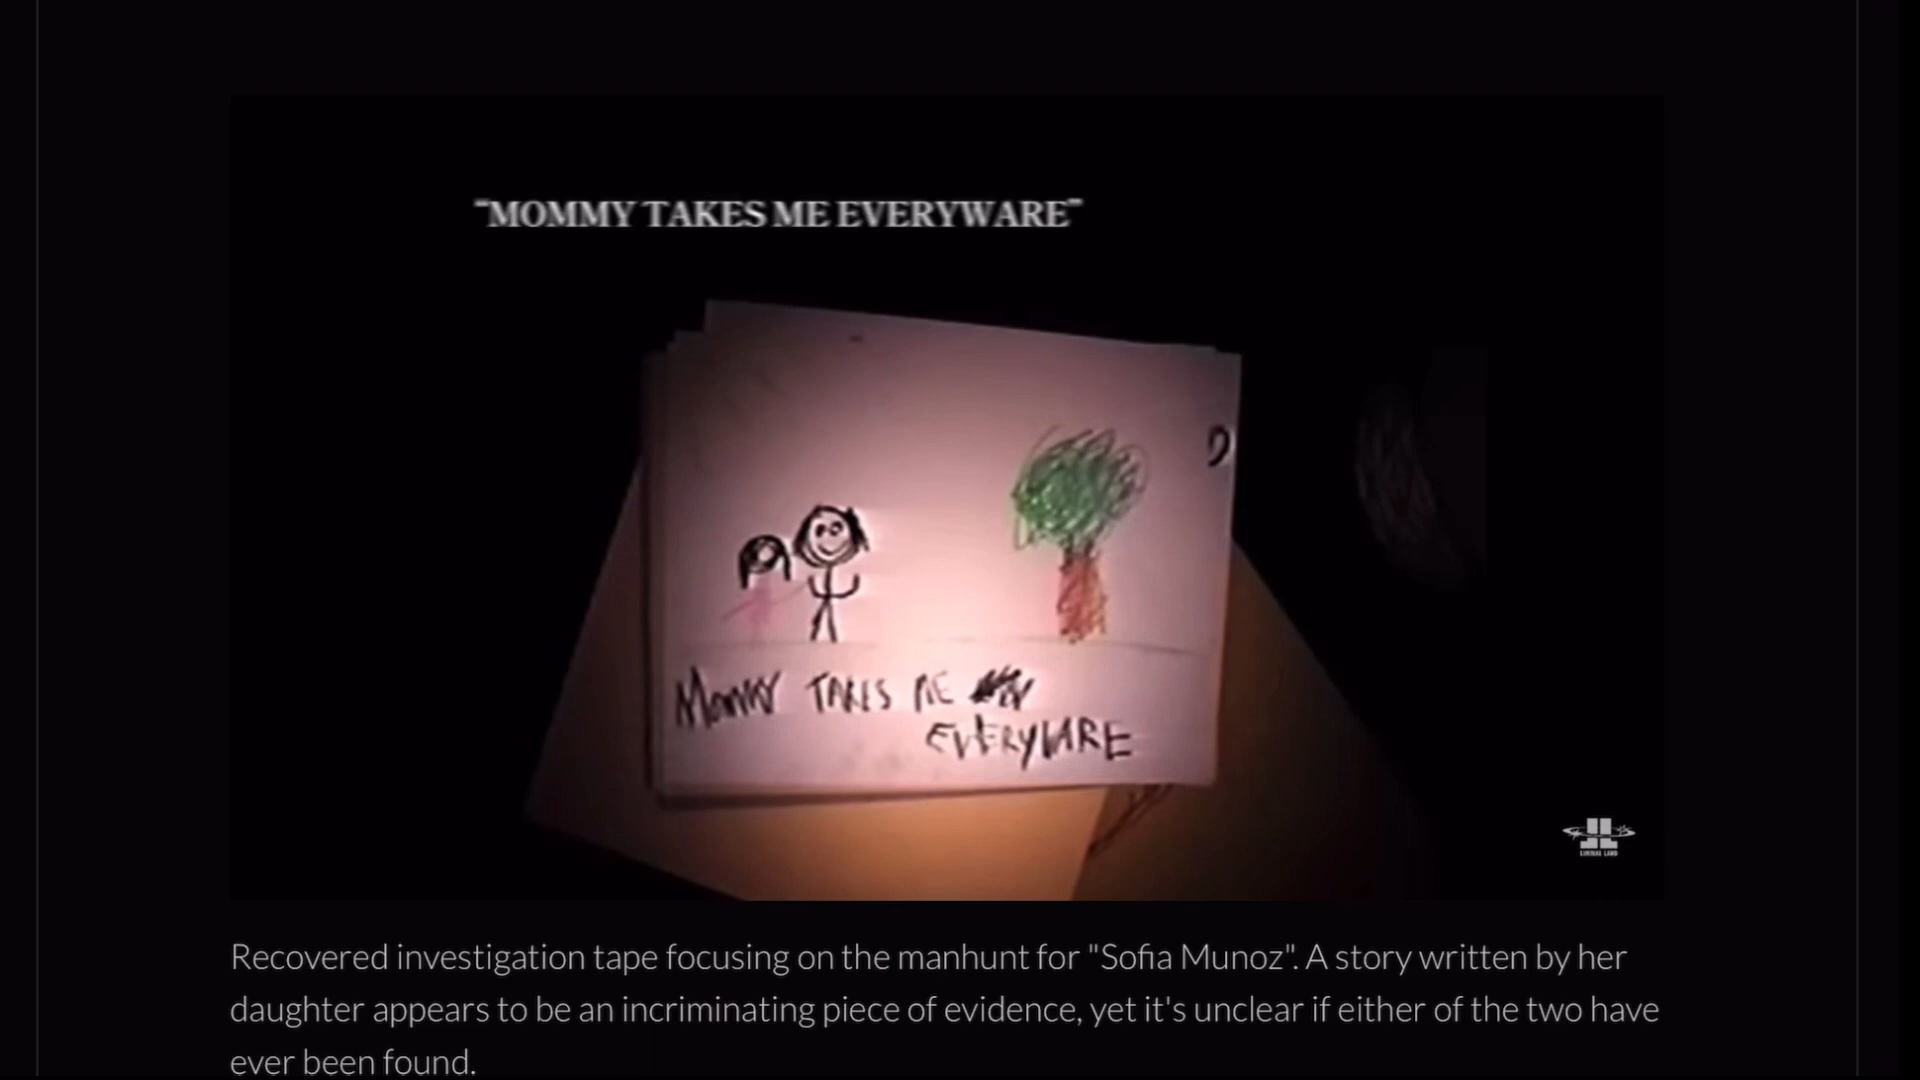 "MOMMY TAKES ME EVERYWARE"
MOMMY TAKES ME
EVERYWARE
LUMINAL LAND
Recovered investigation tape focusing on the manhunt for "Sofia Munoz". A story written by her
daughter appears to be an incriminating piece of evidence, yet it's unclear if either of the two have
ever been found.